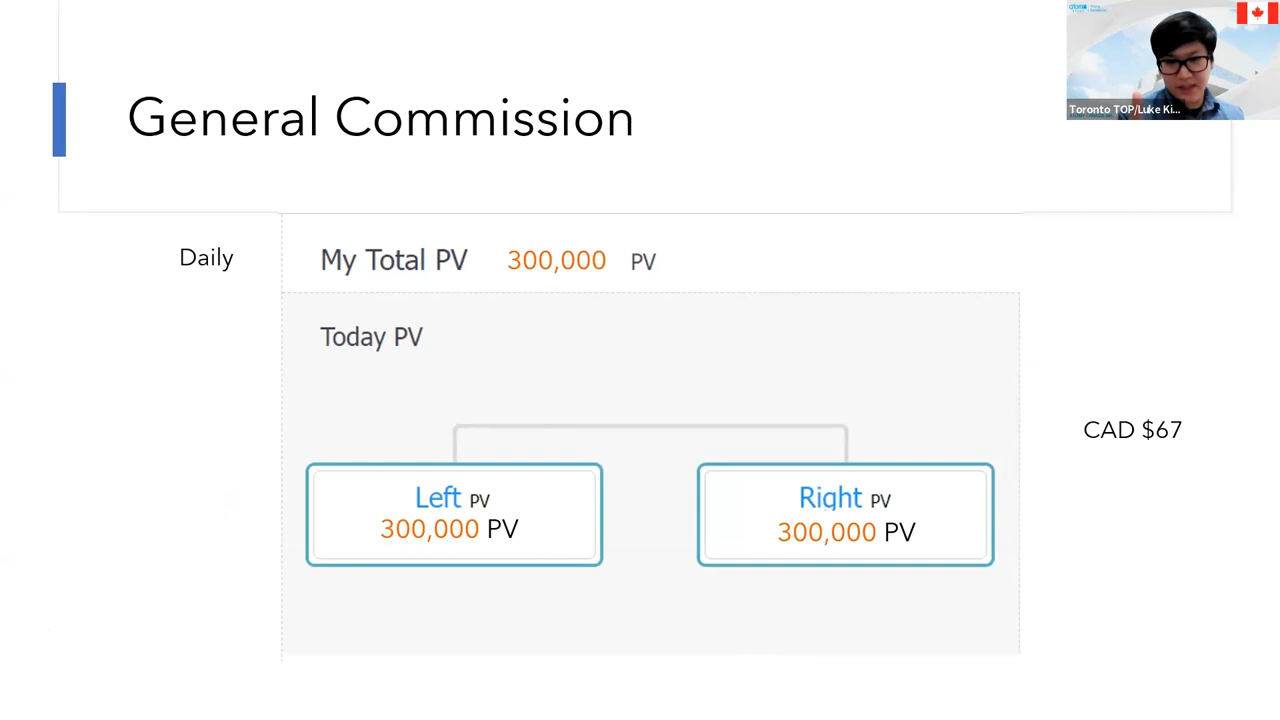 General Commission
Toronto TOP/Luke Ki...
Daily
My Total PV 300,000 PV
Today PV
CAD $67
Left PV
300,000 PV
Right PV
300,000 PV